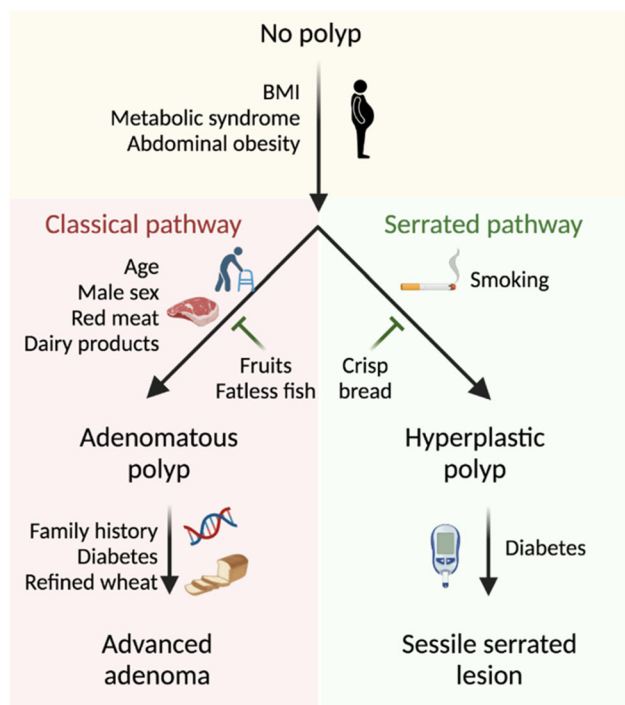 No polyp
BMI
Metabolic syndrome
Abdominal obesity
Classical pathway
Age
Male sex
Red meat
Dairy products
Fruits
Fatless fish
Adenomatous
polyp
Family history
Diabetes
Refined wheat
Advanced
adenoma
Serrated pathway
Smoking
Crisp
bread
Hyperplastic
polyp
Diabetes
Sessile serrated
lesion